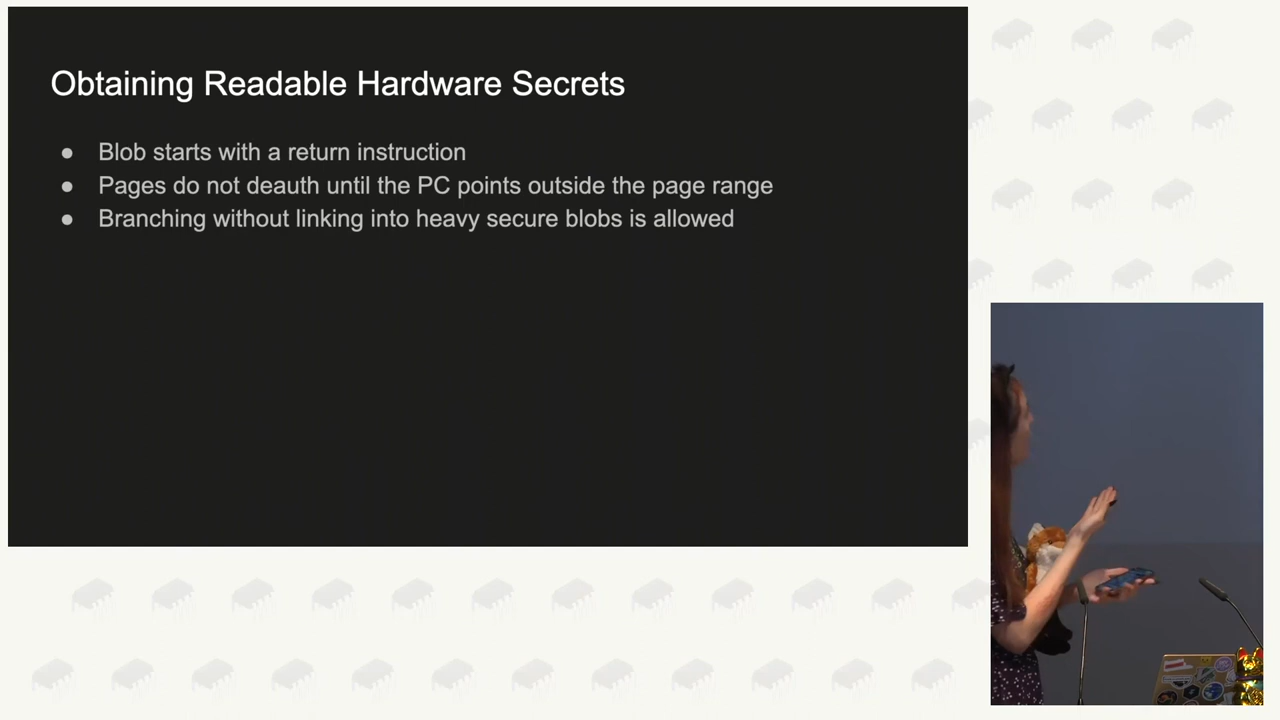 Obtaining Readable Hardware Secrets
● Blob starts with a return instruction
● Pages do not deauth until the PC points outside the page range
● Branching without linking into heavy secure blobs is allowed